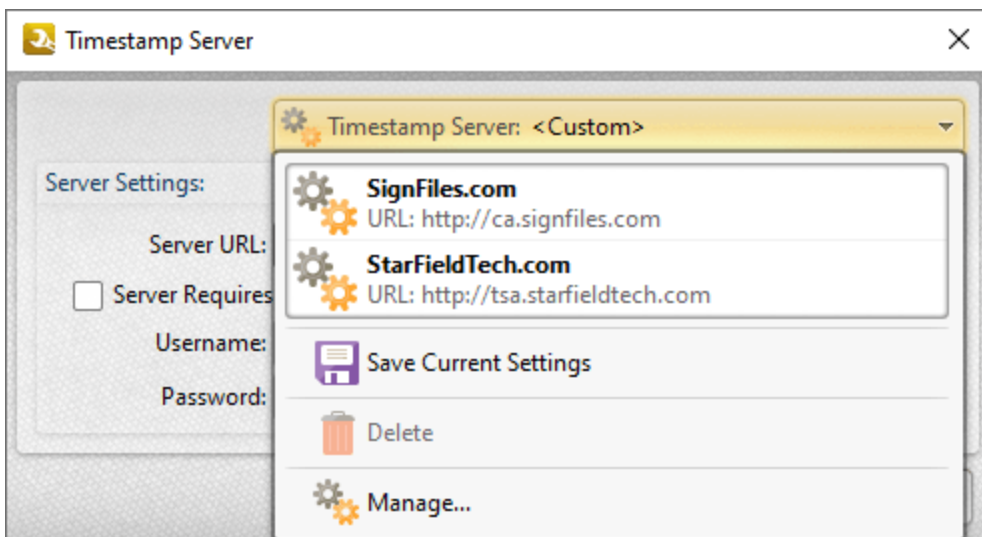 Timestamp Server
Timestamp Server: <Custom>
Server Settings:
SignFiles.com
URL: http://ca.signfiles.com
Server URL:
StarFieldTech.com
Server Requires
URL: http://tsa.starfieldtech.com
Username:
Save Current Settings
Password:
Delete
Manage...